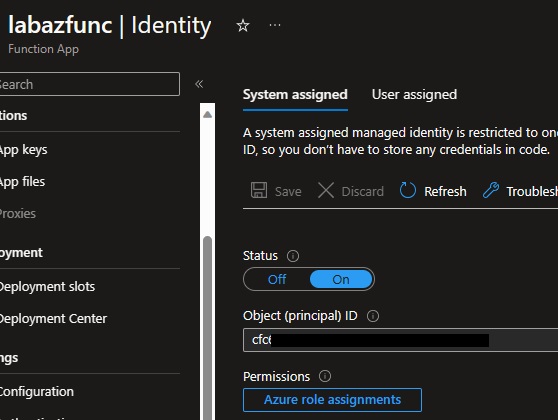 labazfunc | Identity
Function App
Search
System assigned
User assigned
A system assigned managed identity is restricted to one
ID, so you don't have to store any credentials in code.
Save
Discard
Refresh
Troublesh
Status
Off
On
Object (principal) ID
cfc6
Permissions
Azure role assignments
tions
App keys
App files
Proxies
oyment
Deployment slots
Deployment Center
ngs
Configuration